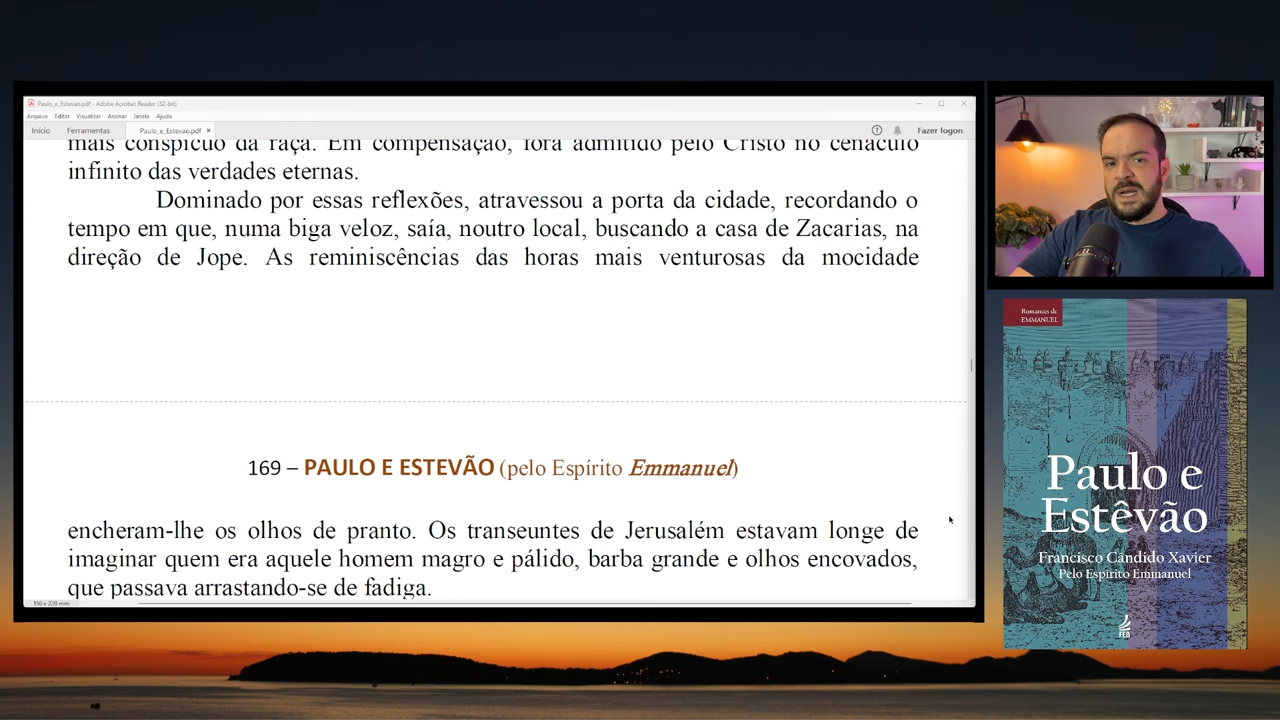 Paulo_e_Estevao.pdf - Adobe Acrobat Reader (32-bit)
Arquivo Editar Visualizar Assinar Janela Ajuda
Início Ferramentas Paulo_e_Estevao.pdf × Fazer logon
mais conspícuo da raça. Em compensação, fora admitido pelo Cristo no cenáculo
infinito das verdades eternas.
Dominado por essas reflexões, atravessou a porta da cidade, recordando o
tempo em que, numa biga veloz, saía, noutro local, buscando a casa de Zacarias, na
direção de Jope. As reminiscências das horas mais venturosas da mocidade
169 – PAULO E ESTEVÃO (pelo Espírito Emmanuel)
encheram-lhe os olhos de pranto. Os transeuntes de Jerusalém estavam longe de
imaginar quem era aquele homem magro e pálido, barba grande e olhos encovados,
que passava arrastando-se de fadiga.
150 x 220 mm
Romances de
EMMANUEL
Paulo e
Estêvão
Francisco Cândido Xavier
Pelo Espírito Emmanuel
FEB